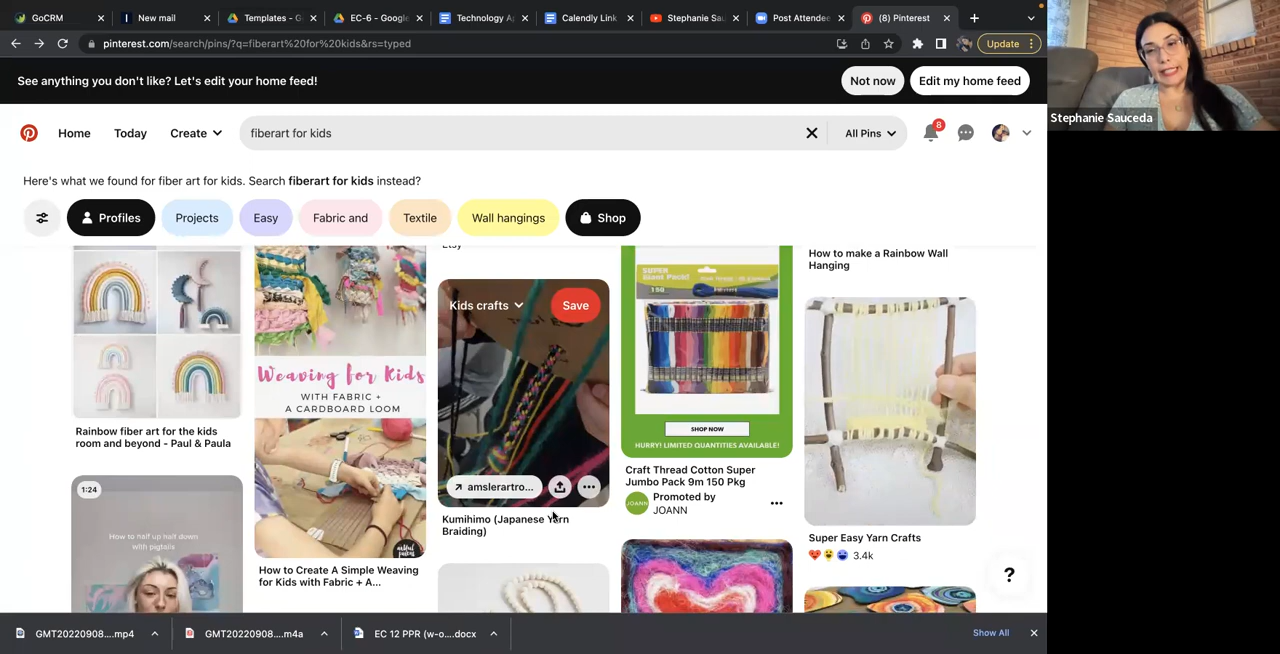 GoCRM
New mail
Templates - G
EC-6 - Google
Technology A
Calendly Link
Stephanie Sau
Post Attendee
(8) Pinterest
pinterest.com/search/pins/?q=fiberart%20for%20kids&rs=typed
Update
See anything you don't like? Let's edit your home feed!
Not now
Edit my home feed
Stephanie Sauceda
Home
Today
Create
fiberart for kids
All Pins
8
Here's what we found for fiber art for kids. Search fiberart for kids instead?
Profiles
Projects
Easy
Fabric and
Textile
Wall hangings
Shop
Etsy
How to make a Rainbow Wall
Hanging
Kids crafts
Save
SUPER
Giant Pack!
150
Weaving for Kids
WITH FABRIC +
A CARDBOARD LOOM
SHOP NOW
HURRY! LIMITED QUANTITIES AVAILABLE!
Rainbow fiber art for the kids
room and beyond - Paul & Paula
Craft Thread Cotton Super
Jumbo Pack 9m 150 Pkg
JOANN
Promoted by
JOANN
1:24
amslerartro...
Kumihimo (Japanese Yarn
Braiding)
How to half up half down
with pigtails
artful
parent
How to Create A Simple Weaving
for Kids with Fabric + A...
Super Easy Yarn Crafts
3.4k
?
GMT20220908....mp4
GMT20220908....m4a
EC 12 PPR (w-o....docx
Show All